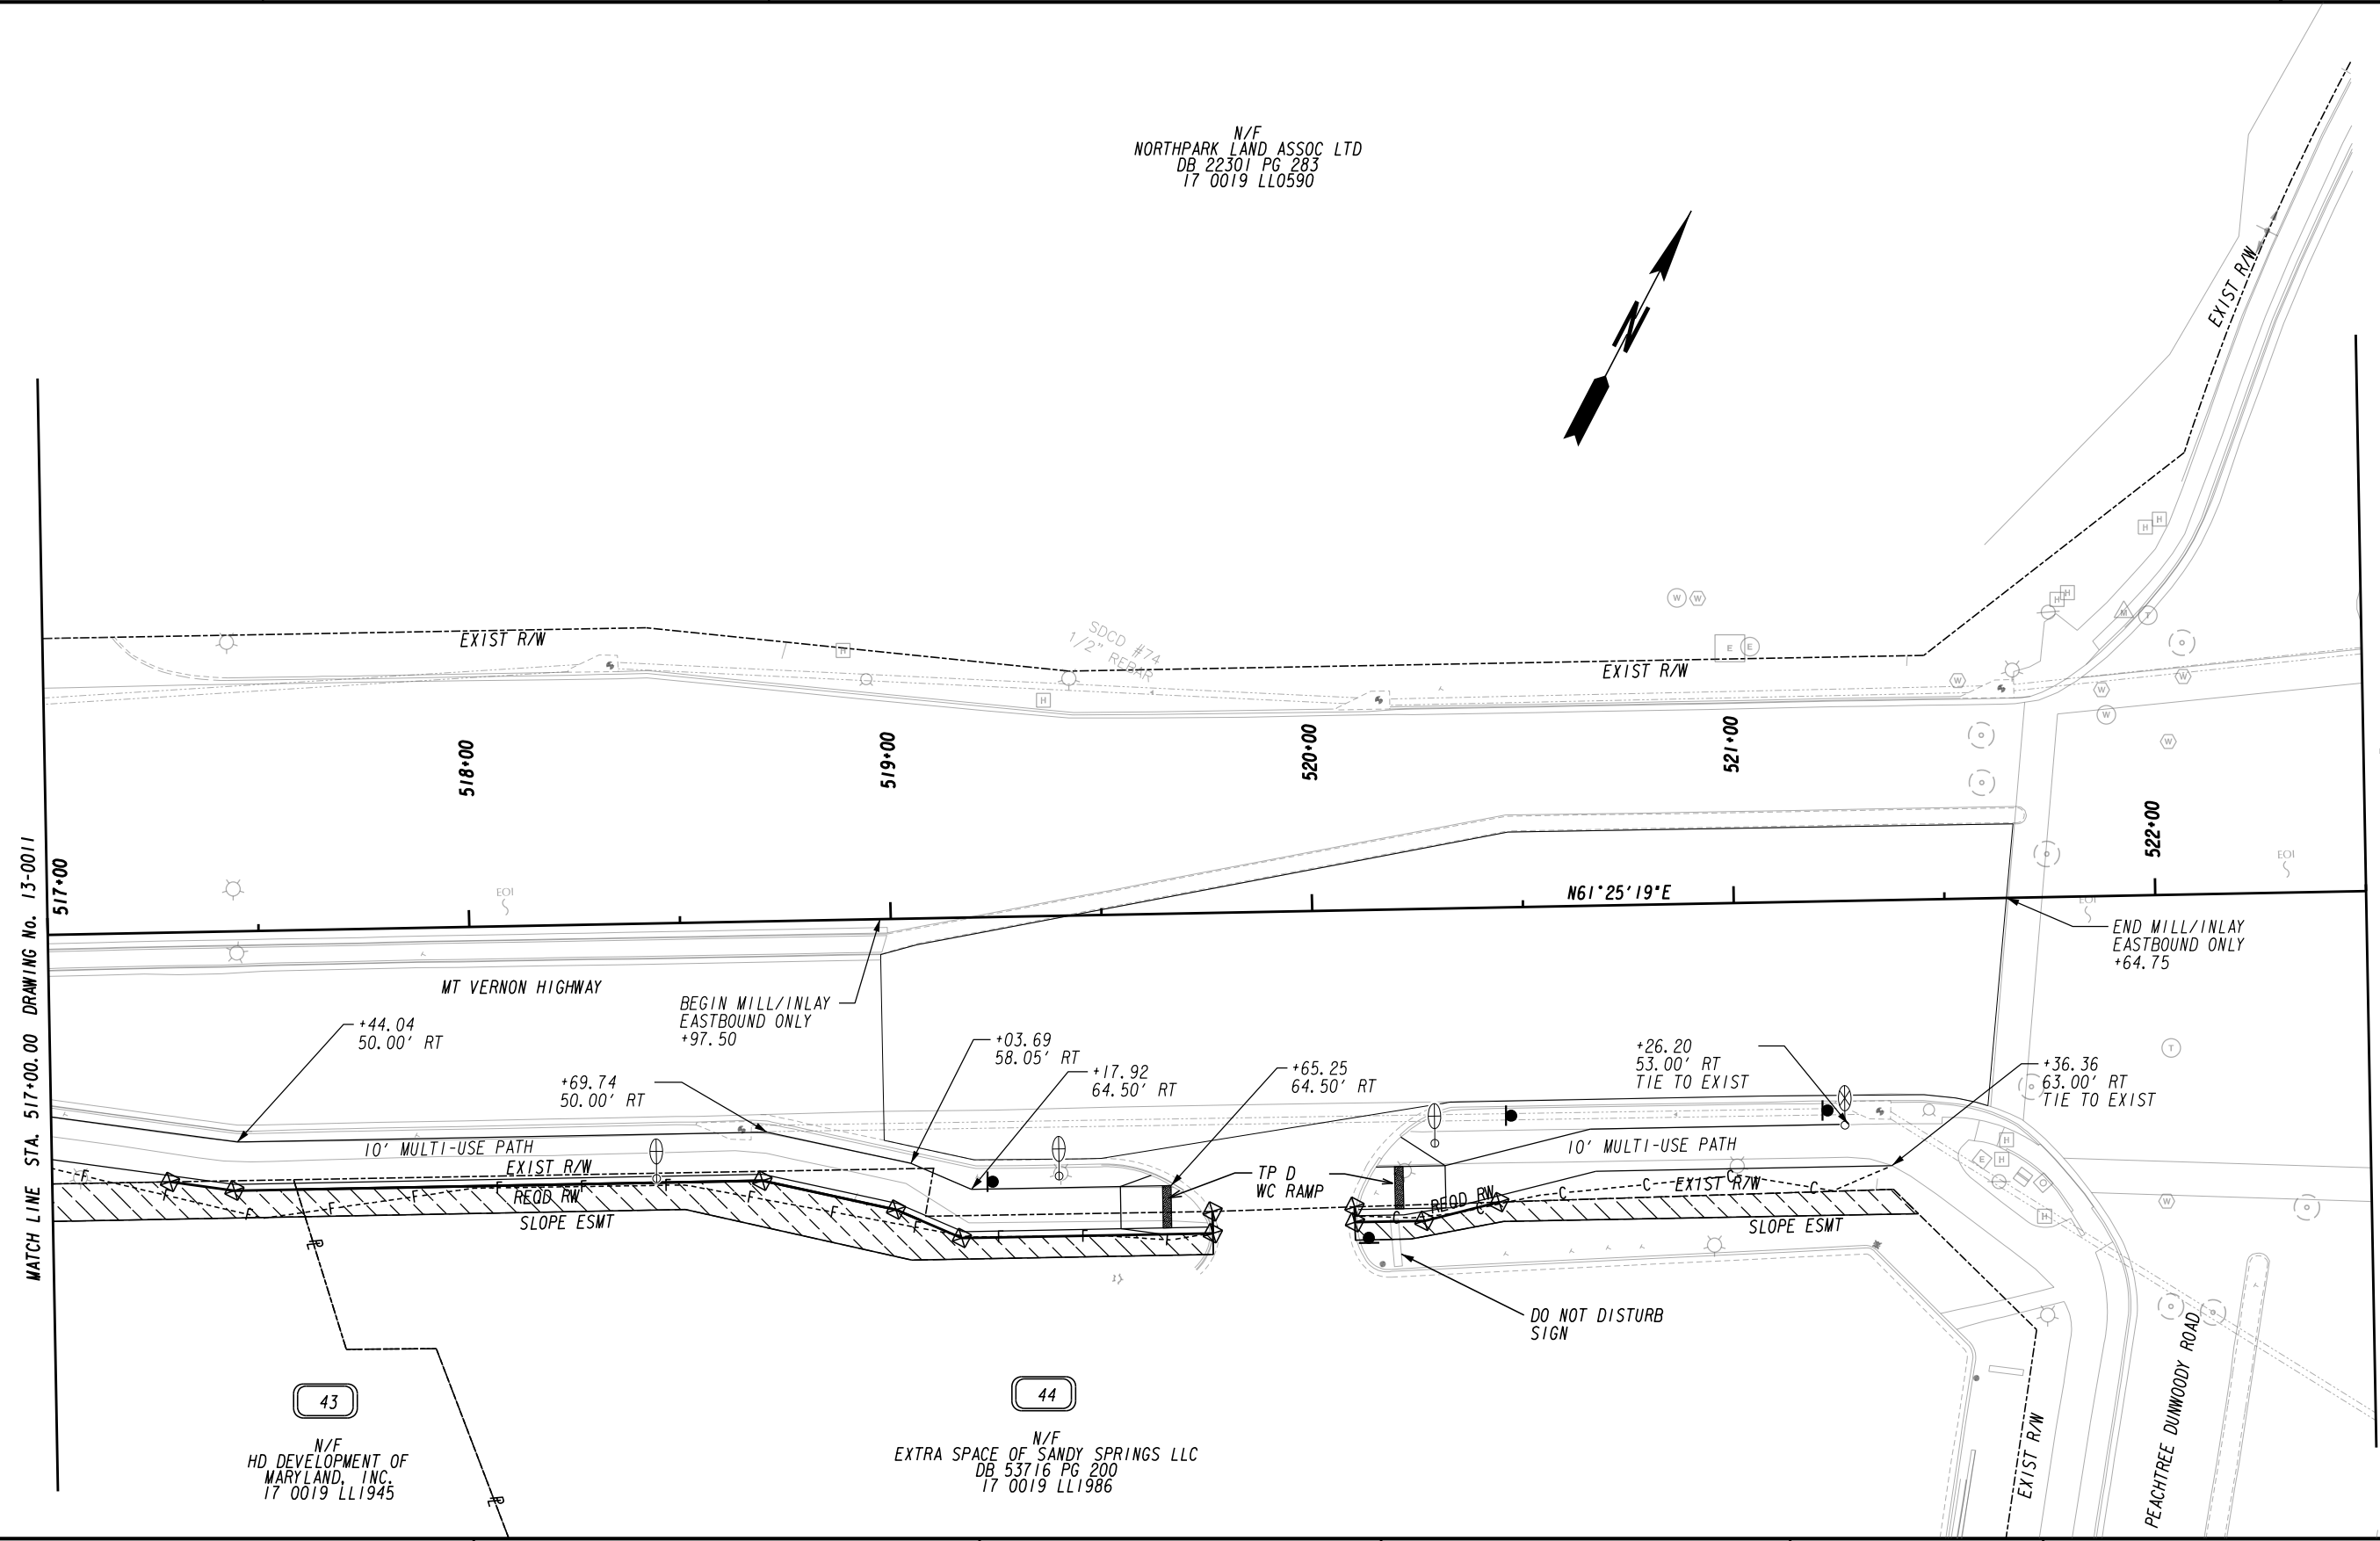 N/F
NORTHPARK LAND ASSOC LTD
DB 22301 PG 283
17 0019 LL0590
N
EXIST R/W
EXIST R/W
EXIST R/W
SDCD #74
1/2" REBAR
H
H
W W
E E
H H
H H
M T
W
W
W
W
W
517+00
518+00
519+00
520+00
521+00
522+00
EOI
EOI
EOI
N61°25'19"E
MATCH LINE STA. 517+00.00 DRAWING No. 13-0011
END MILL/INLAY
EASTBOUND ONLY
+64.75
MT VERNON HIGHWAY
BEGIN MILL/INLAY
EASTBOUND ONLY
+97.50
+44.04
50.00' RT
+69.74
50.00' RT
+03.69
58.05' RT
+17.92
64.50' RT
+65.25
64.50' RT
+26.20
53.00' RT
TIE TO EXIST
+36.36
63.00' RT
TIE TO EXIST
T
10' MULTI-USE PATH
EXIST R/W
REQD RW
SLOPE ESMT
F F F F F F F F F F F F F F
TP D
WC RAMP
10' MULTI-USE PATH
REQD RW
EXIST R/W
SLOPE ESMT
C C C C C C
H
E H
H
W
DO NOT DISTURB
SIGN
PL
PL
43
N/F
HD DEVELOPMENT OF
MARYLAND, INC.
17 0019 LL1945
44
N/F
EXTRA SPACE OF SANDY SPRINGS LLC
DB 53716 PG 200
17 0019 LL1986
EXIST R/W
PEACHTREE DUNWOODY ROAD